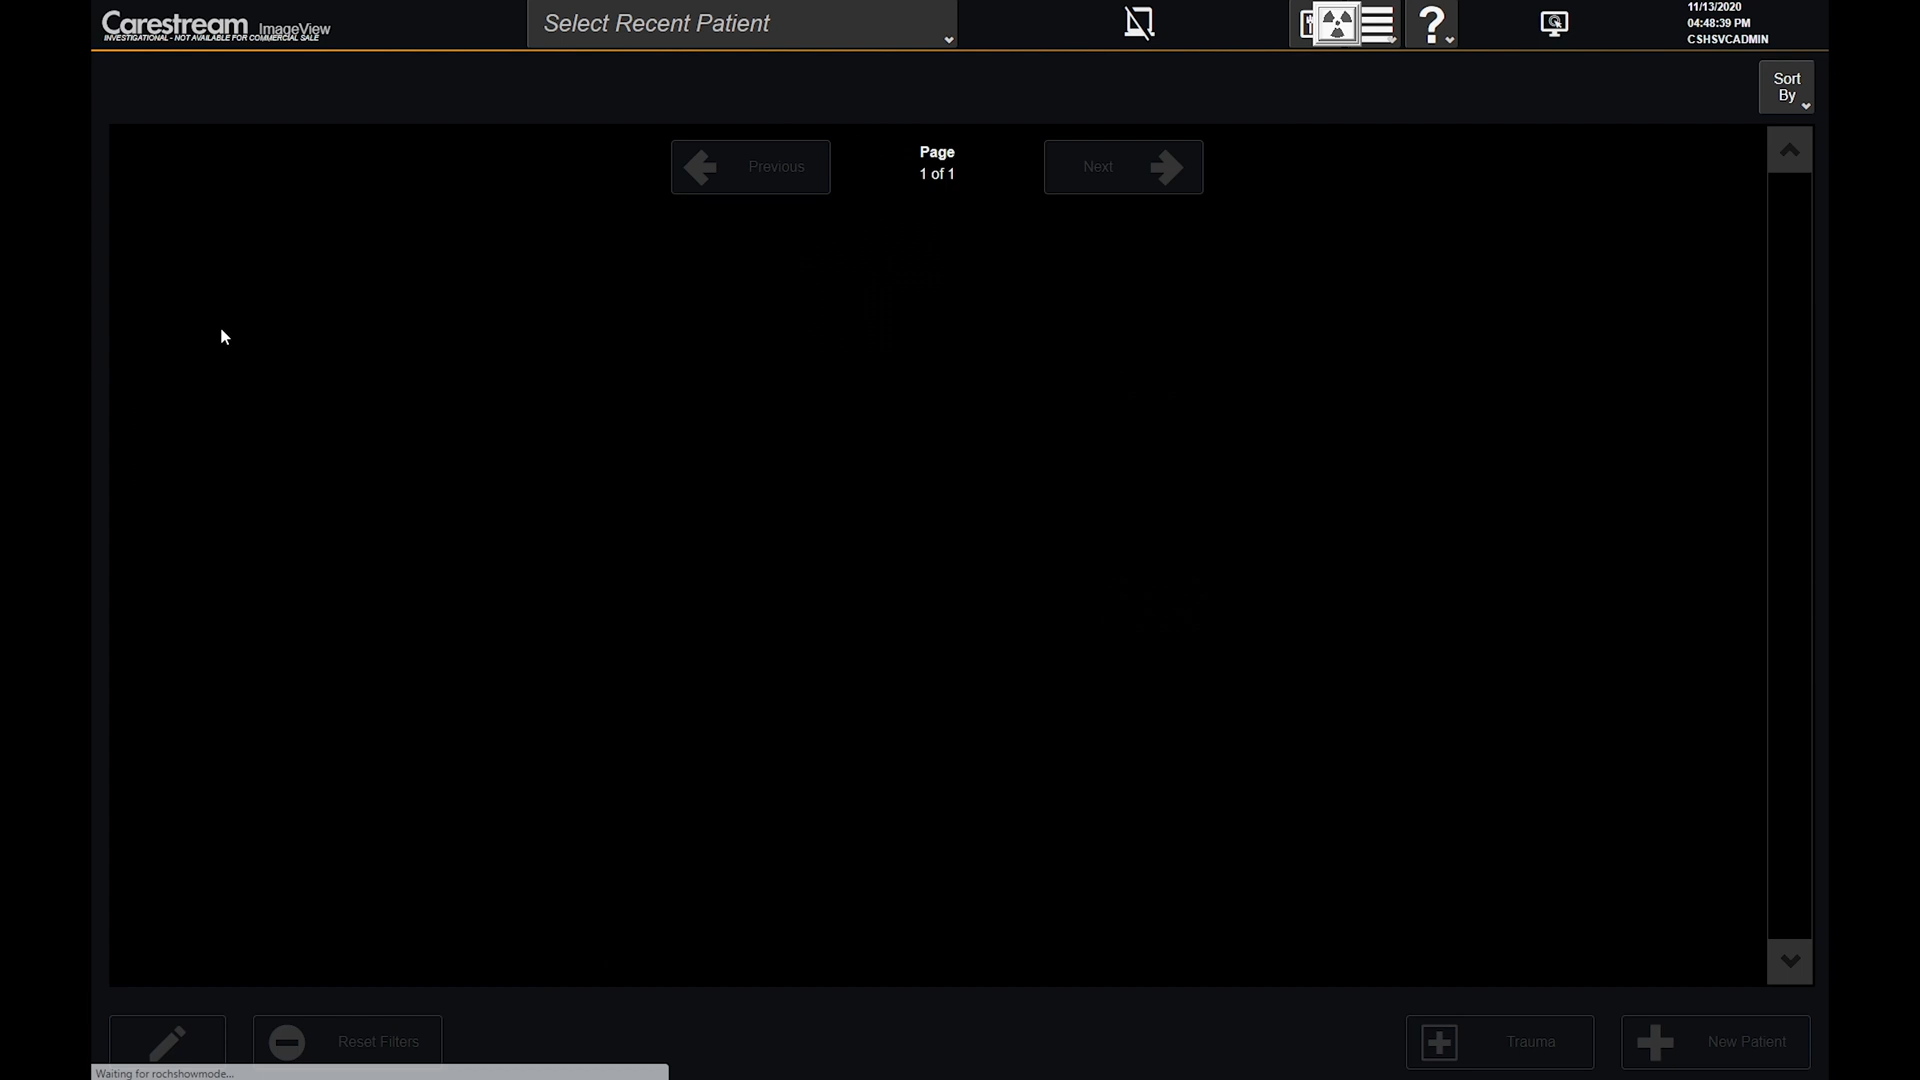 Carestream ImageView
INVESTIGATIONAL - NOT AVAILABLE FOR COMMERCIAL SALE
Select Recent Patient
?
11/13/2020
04:48:39 PM
CSHSVCADMIN
Sort
By
Previous
Page
1 of 1
Next
Reset Filters
Trauma
New Patient
Waiting for rochshowmode...